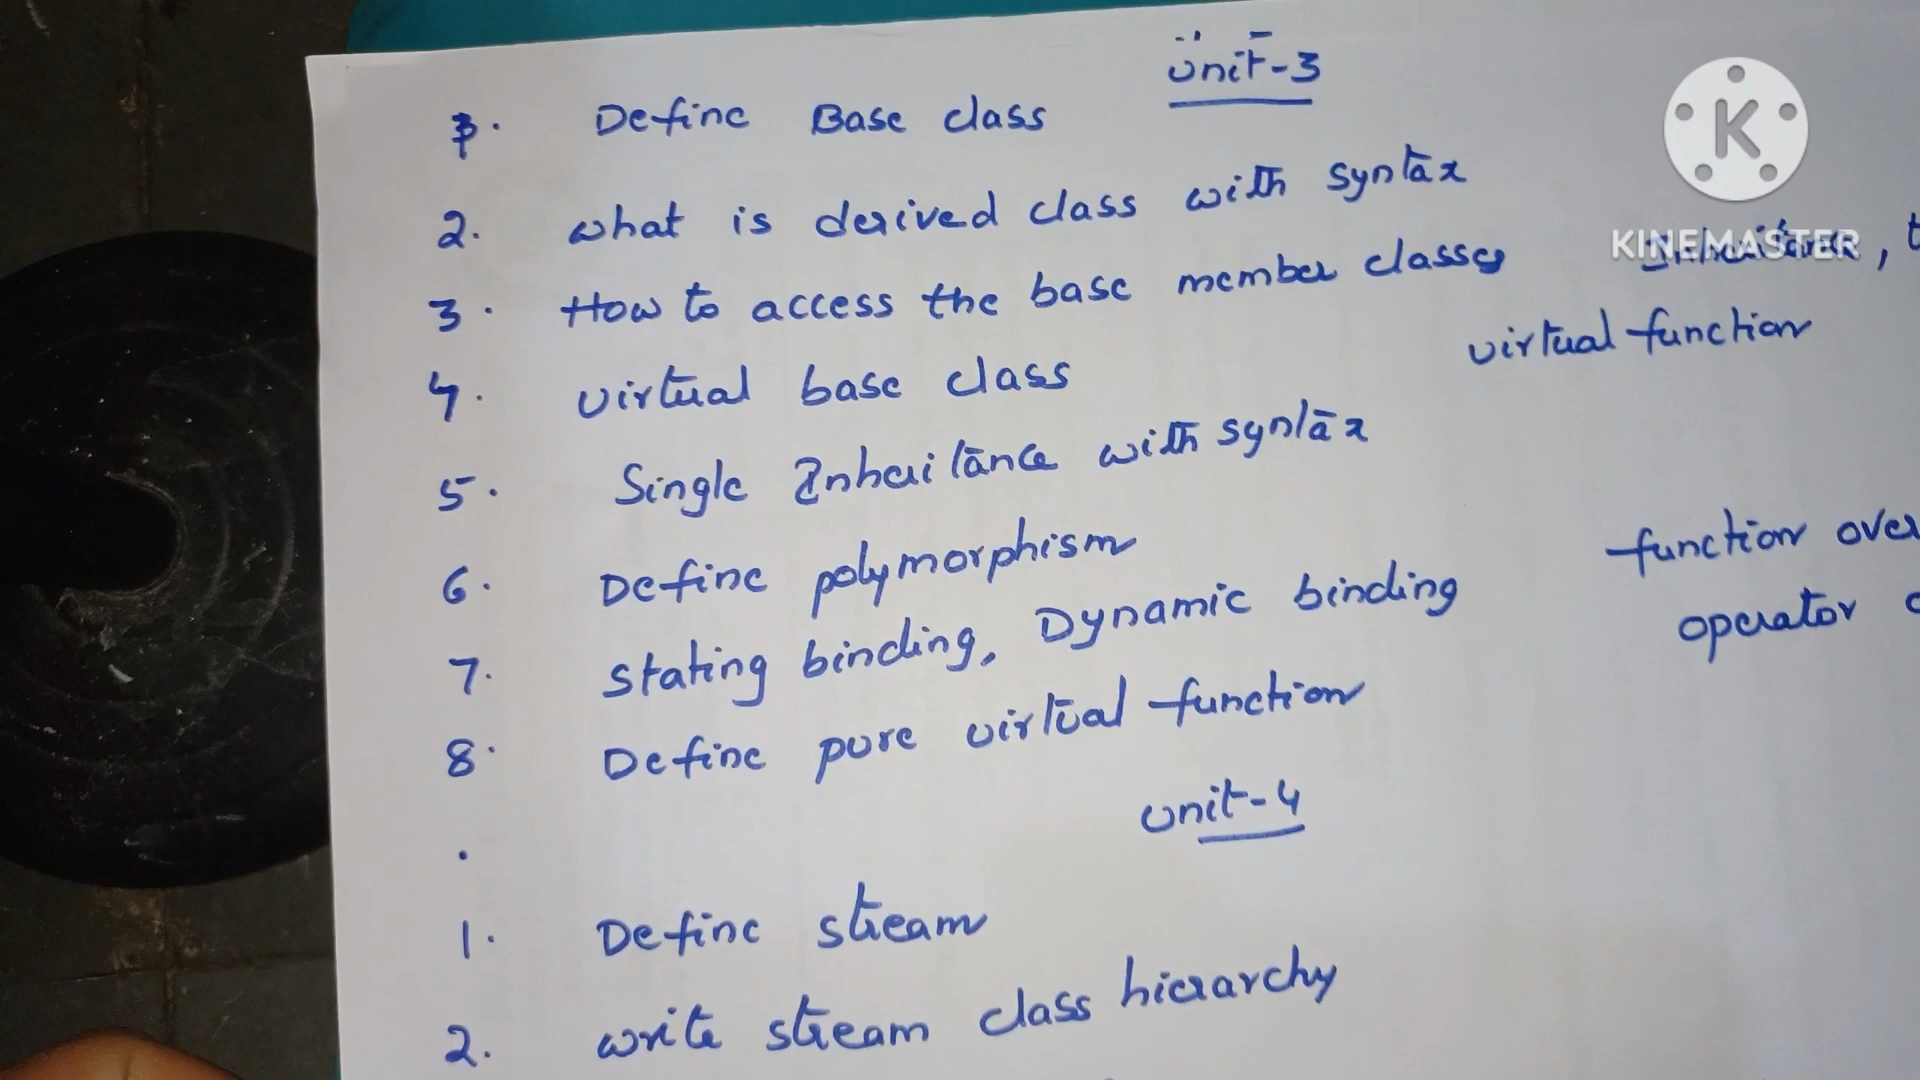 Unit-3
1. Define Base class
2. what is derived class with syntax
3. How to access the base member classes
Inheritance,
virtual function
4. virtual base class
5. Single Inheritance with syntax
6. Define polymorphism
function over
operator
7. stating binding, Dynamic binding
8. Define pure virtual function
Unit-4
1. Define stream
2. write stream class hierarchy
K
KINEMASTER